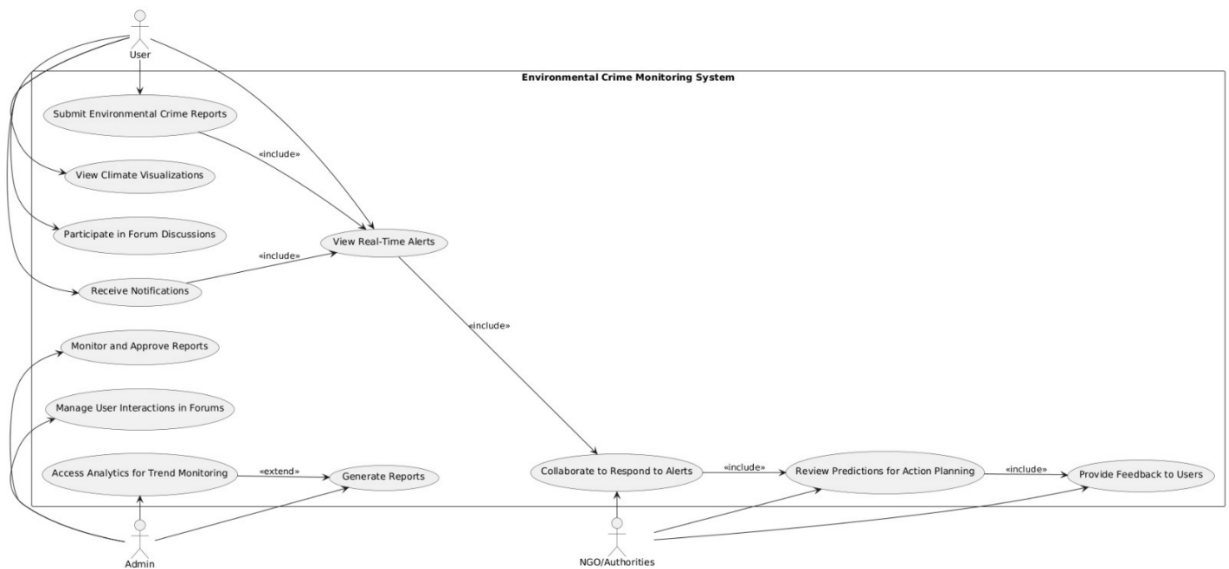 User
Environmental Crime Monitoring System
Submit Environmental Crime Reports
«include»
View Climate Visualizations
Participate in Forum Discussions
View Real-Time Alerts
«include»
Receive Notifications
«include»
Monitor and Approve Reports
Manage User Interactions in Forums
Access Analytics for Trend Monitoring
«extend»
Generate Reports
Collaborate to Respond to Alerts
«include»
Review Predictions for Action Planning
«include»
Provide Feedback to Users
Admin
NGO/Authorities